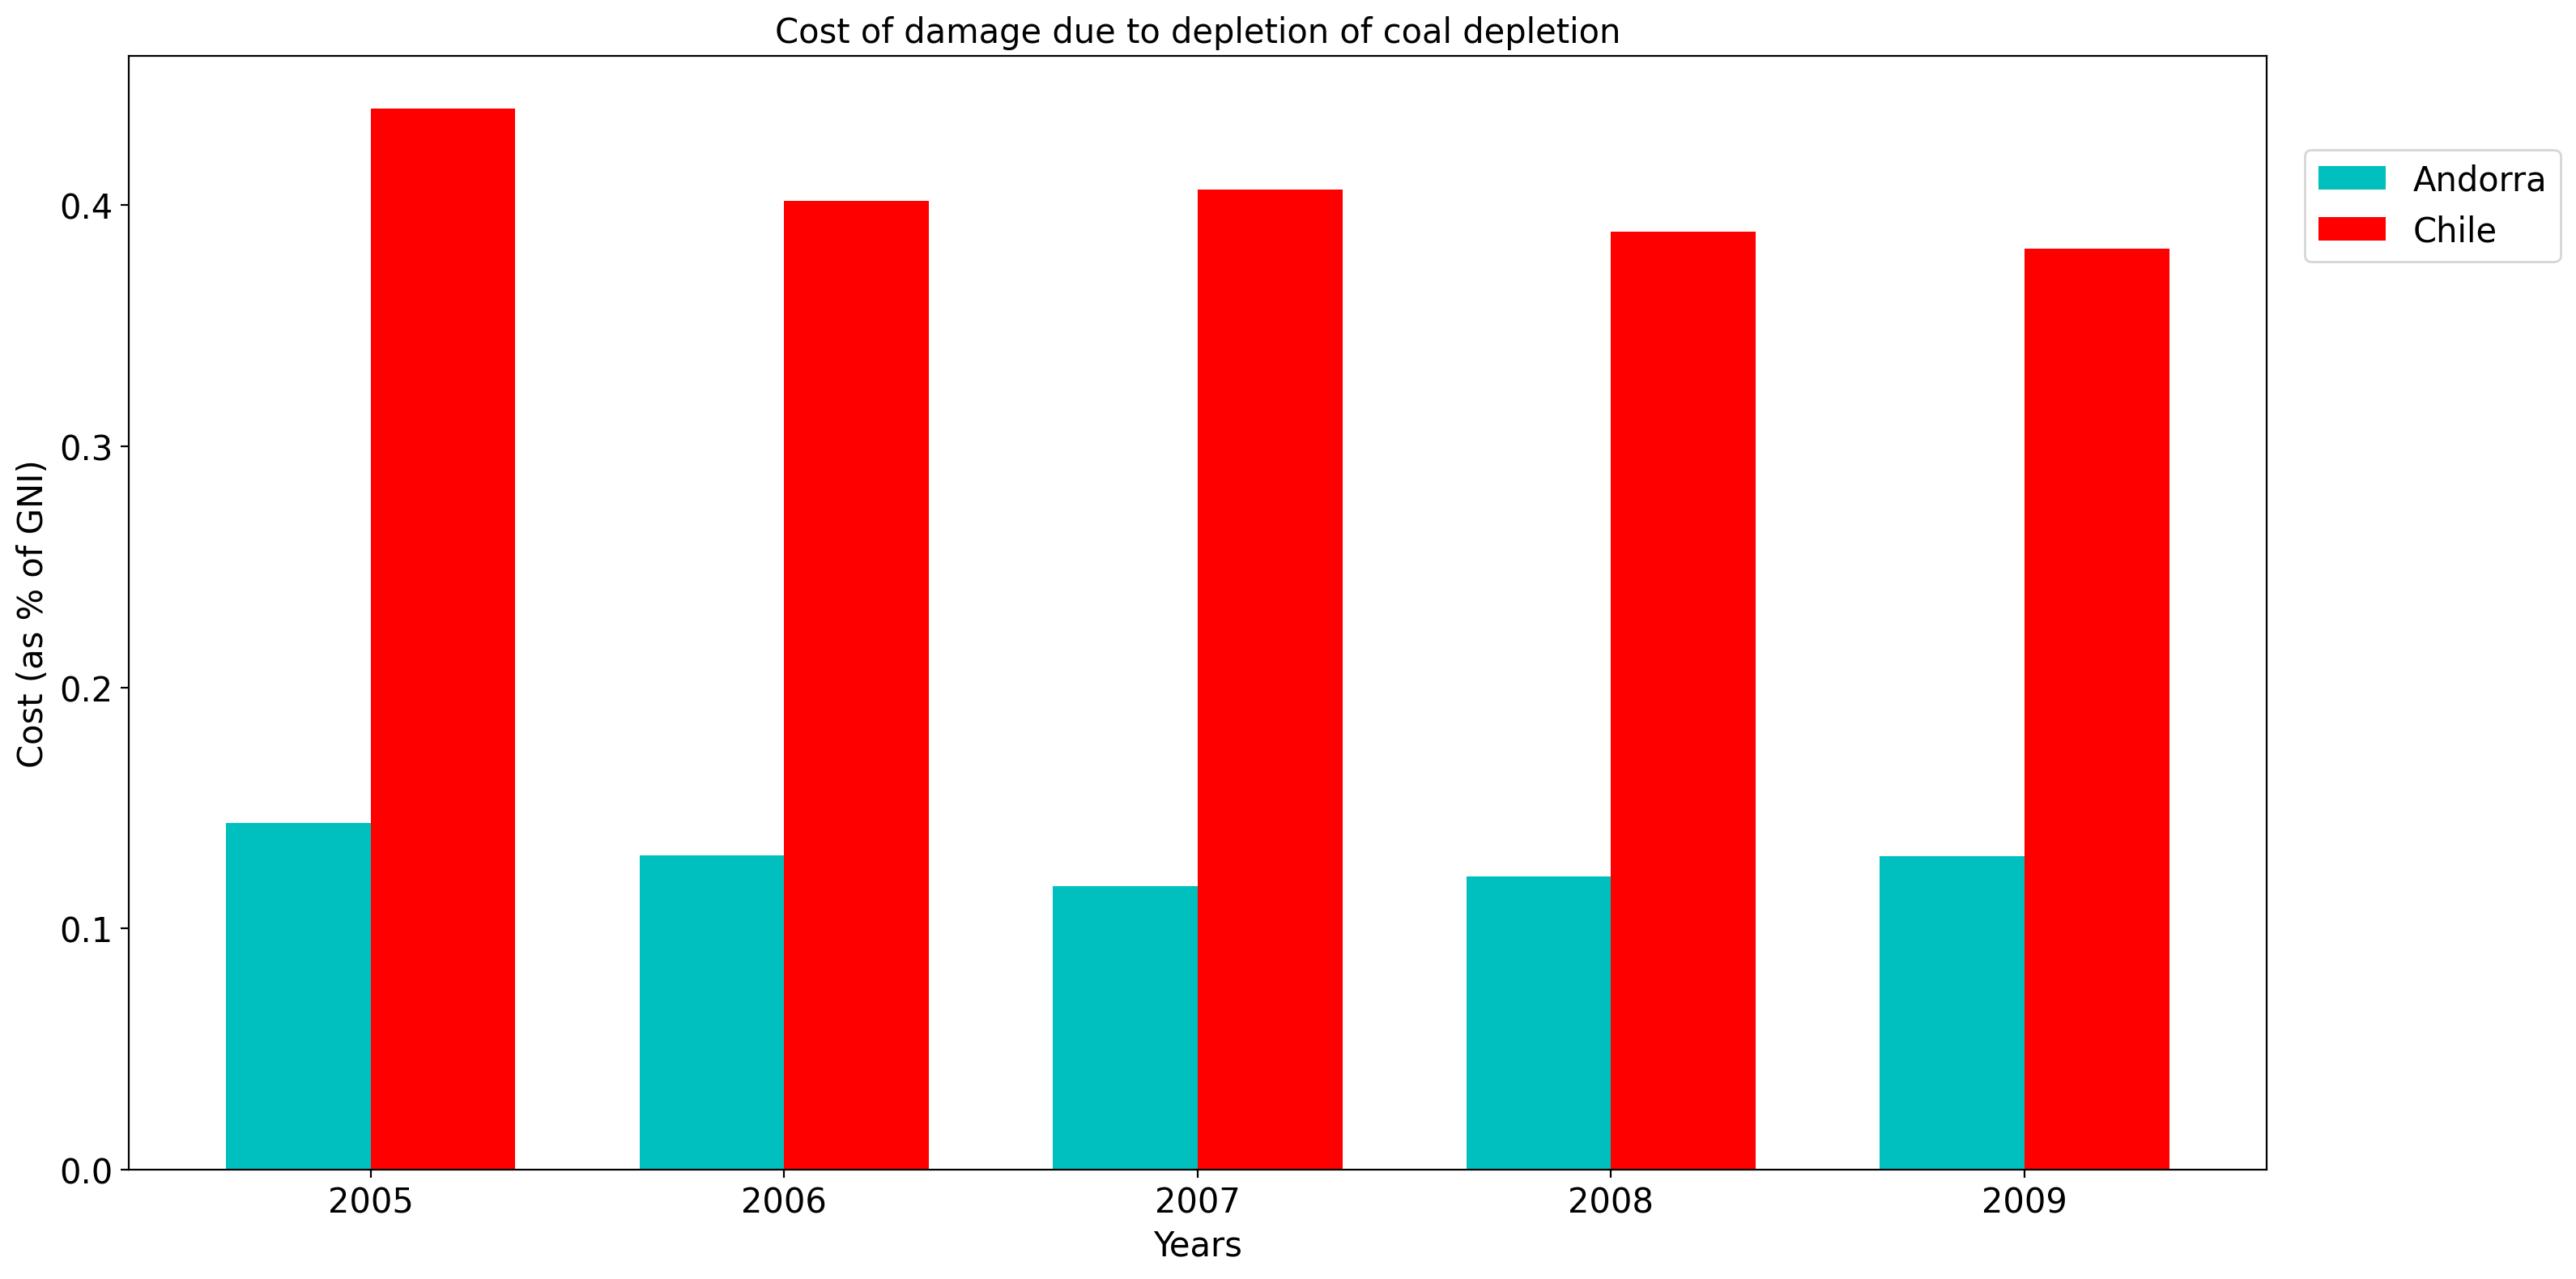 Cost of damage due to depletion of coal depletion
Cost (as % of GNI)
0.4
0.3
0.2
0.1
0.0
2005 2006 2007 2008 2009
Years
Andorra
Chile